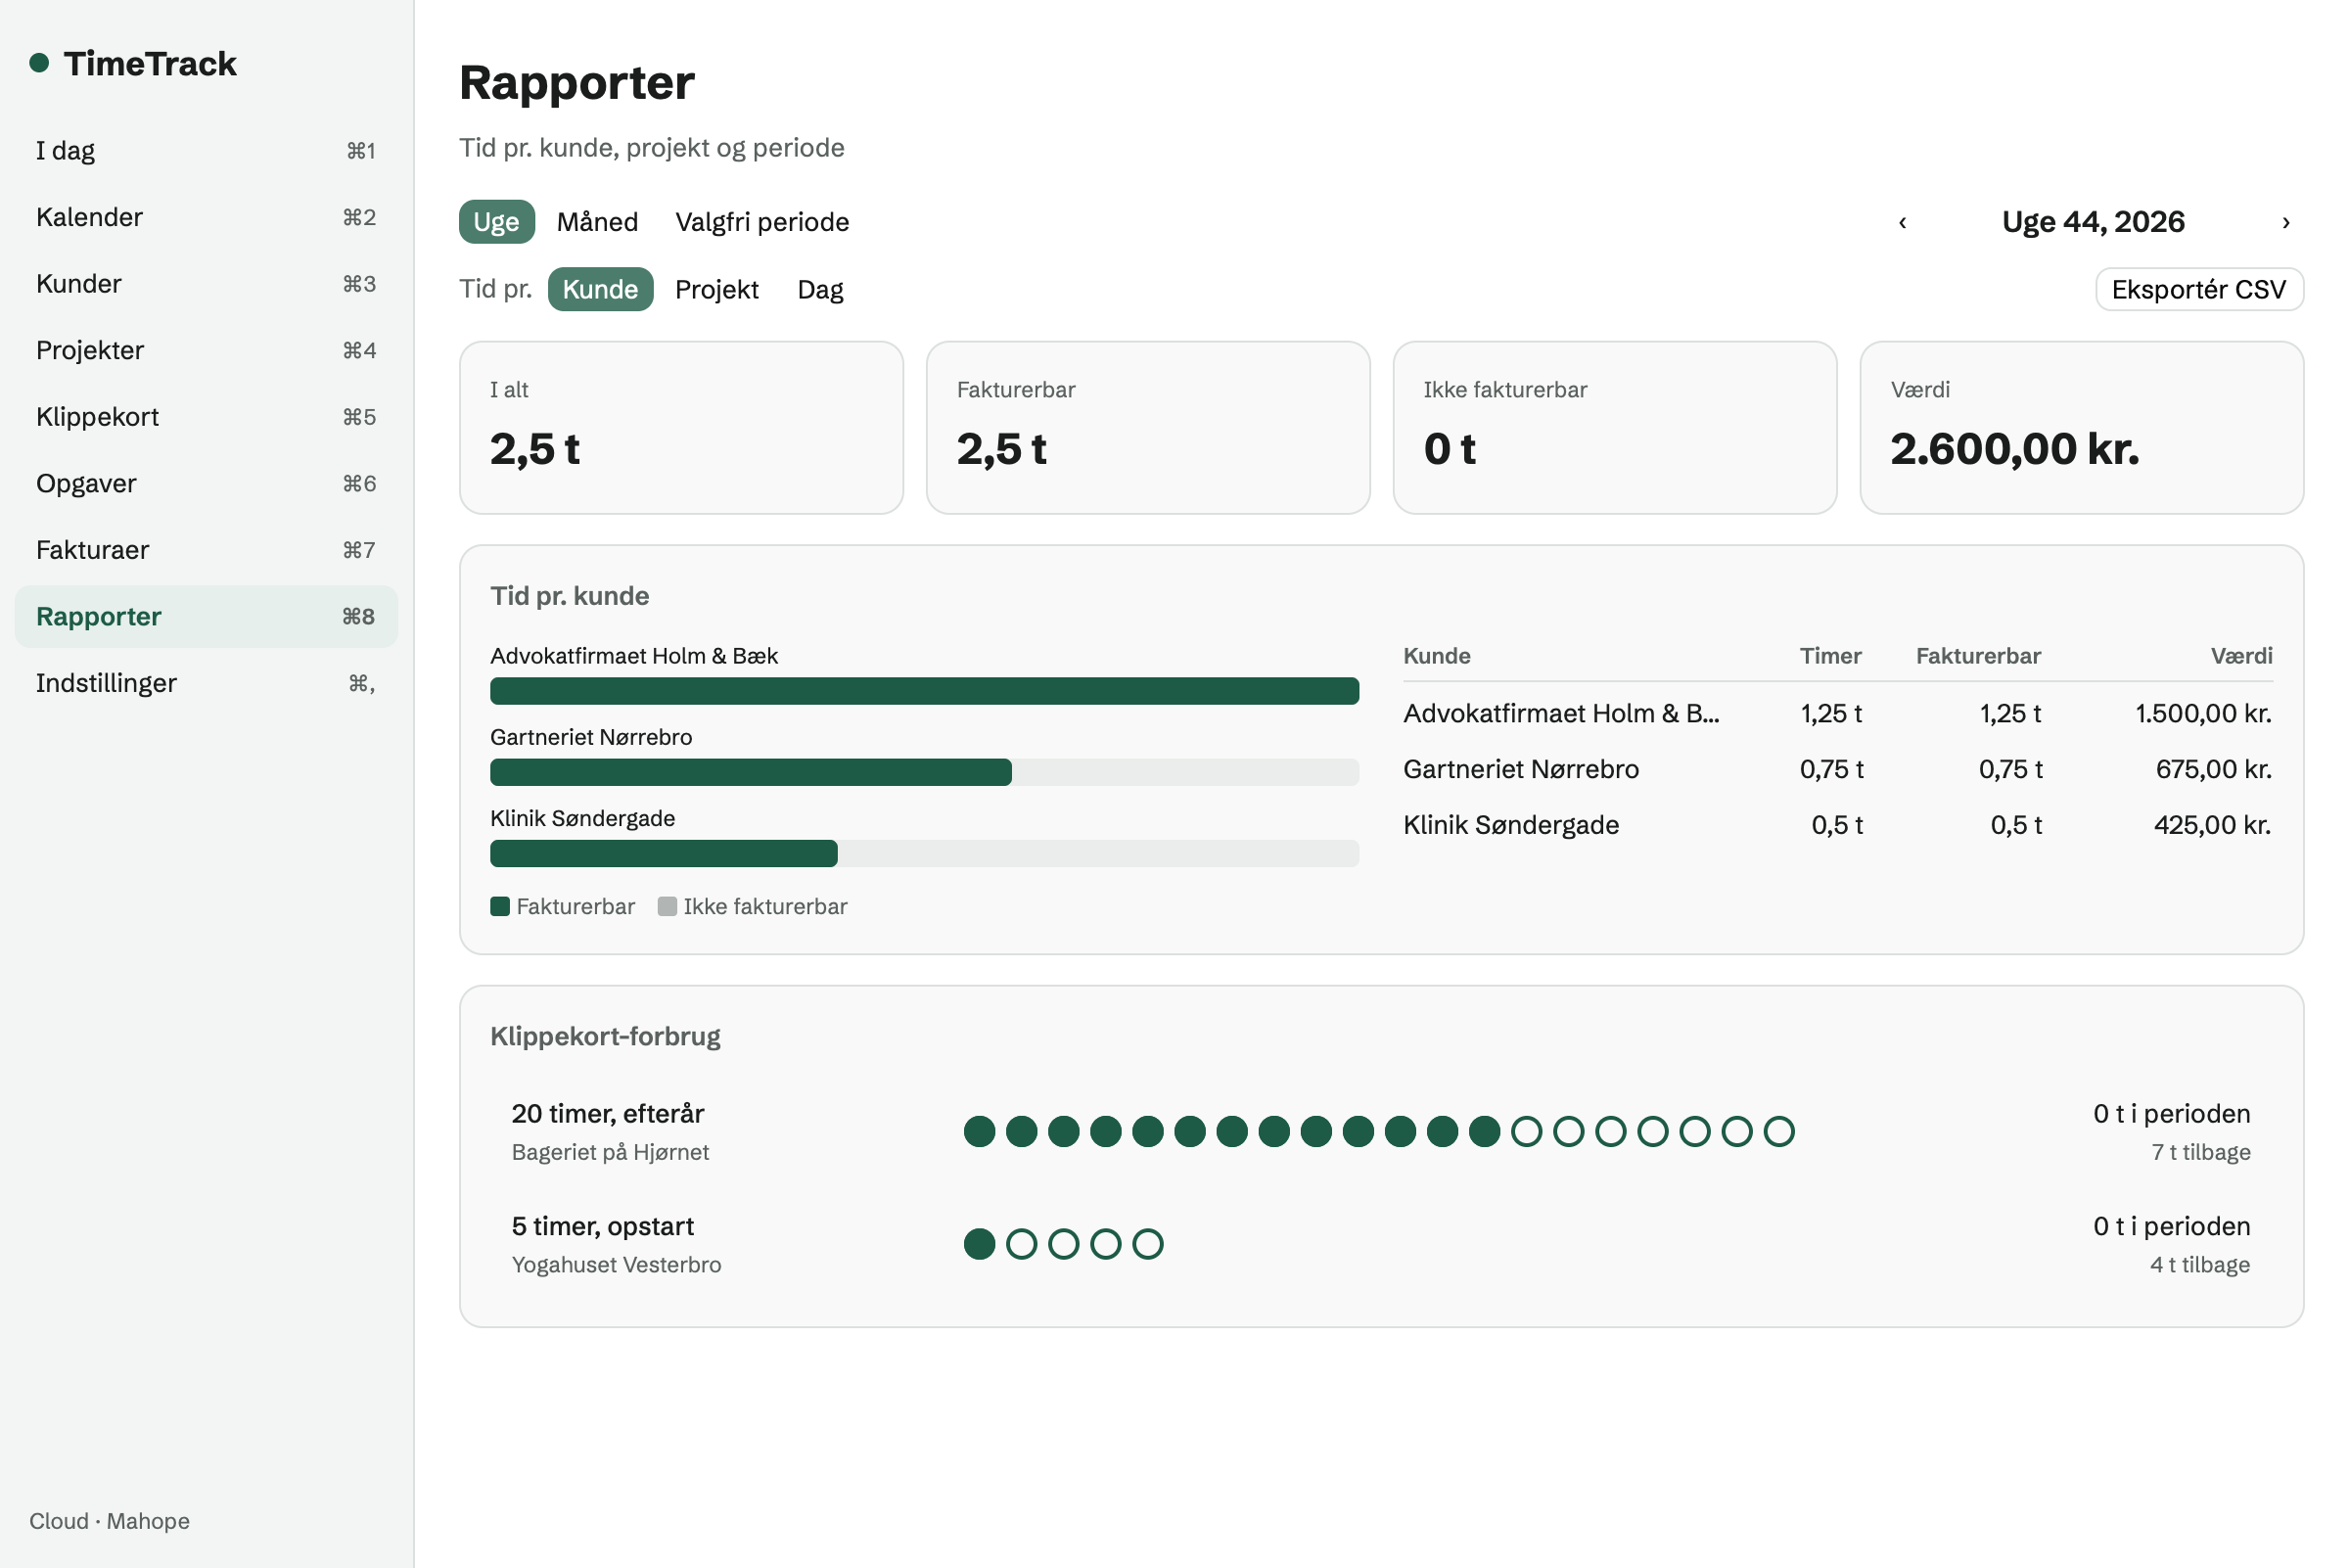 TimeTrack
I dag ⌘1
Kalender ⌘2
Kunder ⌘3
Projekter ⌘4
Klippekort ⌘5
Opgaver ⌘6
Fakturaer ⌘7
Rapporter ⌘8
Indstillinger ⌘,
Cloud · Mahope
Rapporter
Tid pr. kunde, projekt og periode
Uge Måned Valgfri periode ‹ Uge 44, 2026 ›
Tid pr. Kunde Projekt Dag Eksportér CSV
I alt
2,5 t
Fakturerbar
2,5 t
Ikke fakturerbar
0 t
Værdi
2.600,00 kr.
Tid pr. kunde
Advokatfirmaet Holm & Bæk
Gartneriet Nørrebro
Klinik Søndergade
Fakturerbar Ikke fakturerbar
Kunde Timer Fakturerbar Værdi
Advokatfirmaet Holm & B... 1,25 t 1,25 t 1.500,00 kr.
Gartneriet Nørrebro 0,75 t 0,75 t 675,00 kr.
Klinik Søndergade 0,5 t 0,5 t 425,00 kr.
Klippekort-forbrug
20 timer, efterår 0 t i perioden
Bageriet på Hjørnet 7 t tilbage
5 timer, opstart 0 t i perioden
Yogahuset Vesterbro 4 t tilbage